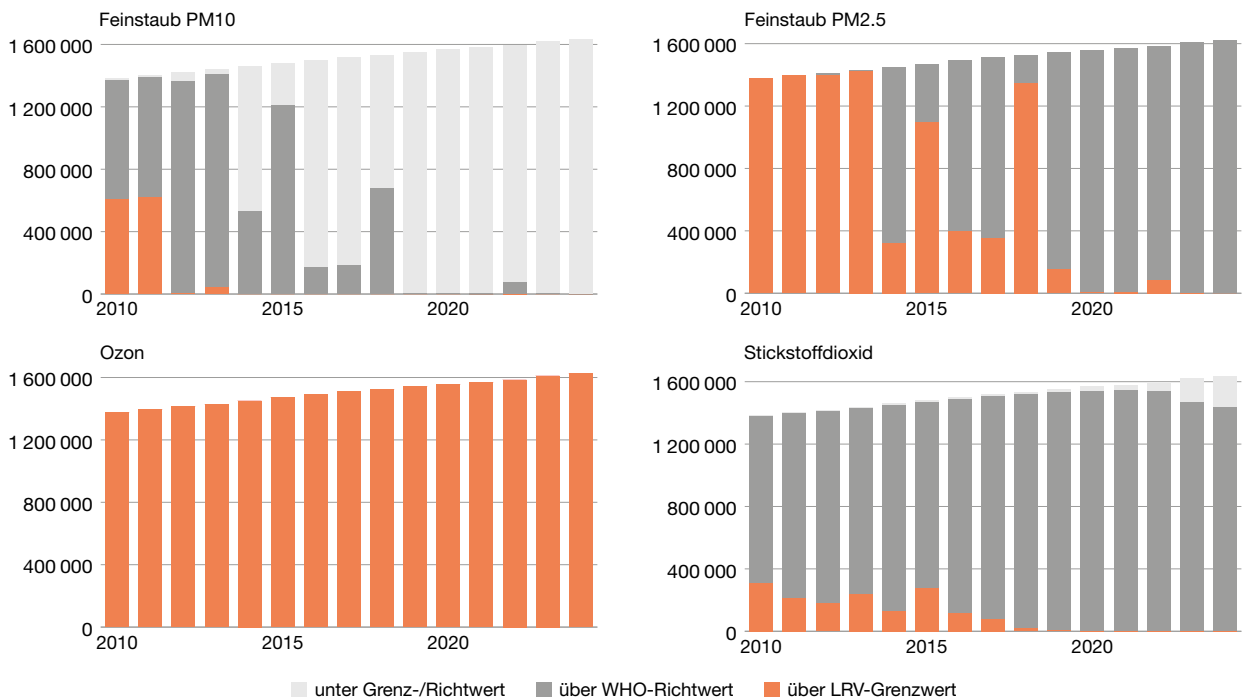 Feinstaub PM10
1 600 000
1 200 000
800 000
400 000
0
2010 2015 2020
Feinstaub PM2.5
1 600 000
1 200 000
800 000
400 000
0
2010 2015 2020
Ozon
1 600 000
1 200 000
800 000
400 000
0
2010 2015 2020
Stickstoffdioxid
1 600 000
1 200 000
800 000
400 000
0
2010 2015 2020
unter Grenz-/Richtwert über WHO-Richtwert über LRV-Grenzwert